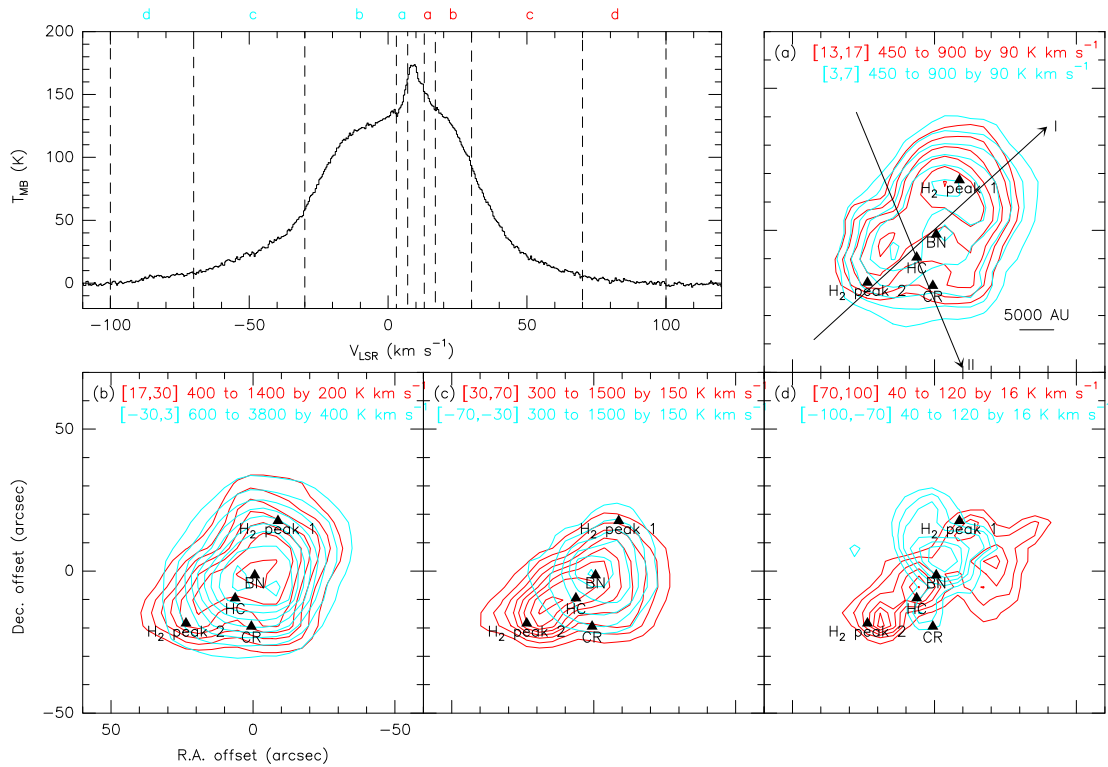 d c b a a b c d
200
150
100
50
0
T_MB (K)
−100 −50 0 50 100
V_LSR (km s⁻¹)
(a) [13,17] 450 to 900 by 90 K km s⁻¹
[3,7] 450 to 900 by 90 K km s⁻¹
I
H₂ peak 1
BN
HC
H₂ peak 2
CR
5000 AU
II
(b) [17,30] 400 to 1400 by 200 K km s⁻¹
[−30,3] 600 to 3800 by 400 K km s⁻¹
H₂ peak 1
BN
HC
H₂ peak 2
CR
(c) [30,70] 300 to 1500 by 150 K km s⁻¹
[−70,−30] 300 to 1500 by 150 K km s⁻¹
H₂ peak 1
BN
HC
H₂ peak 2
CR
(d) [70,100] 40 to 120 by 16 K km s⁻¹
[−100,−70] 40 to 120 by 16 K km s⁻¹
H₂ peak 1
BN
HC
H₂ peak 2
CR
50
0
−50
Dec. offset (arcsec)
50 0 −50
R.A. offset (arcsec)